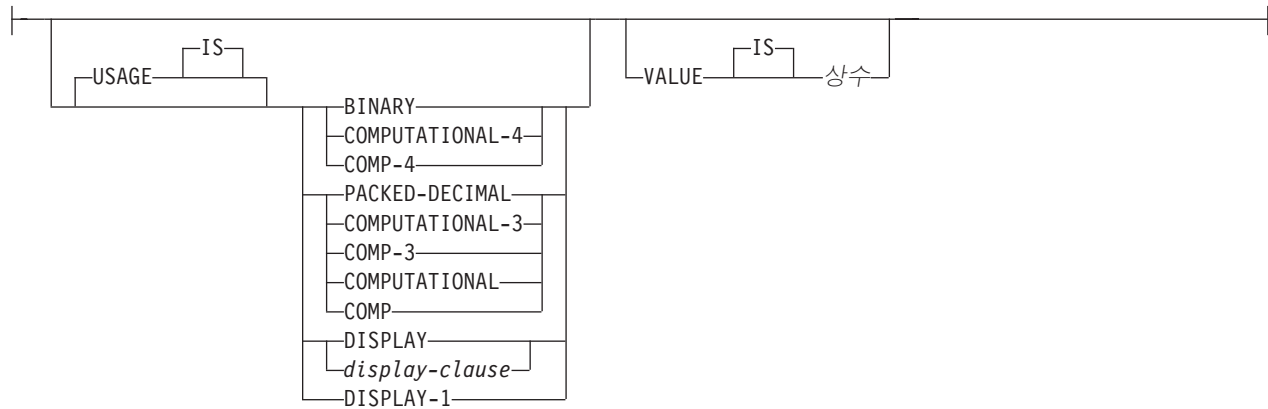 IS IS
USAGE VALUE 상수
BINARY
COMPUTATIONAL-4
COMP-4
PACKED-DECIMAL
COMPUTATIONAL-3
COMP-3
COMPUTATIONAL
COMP
DISPLAY
display-clause
DISPLAY-1